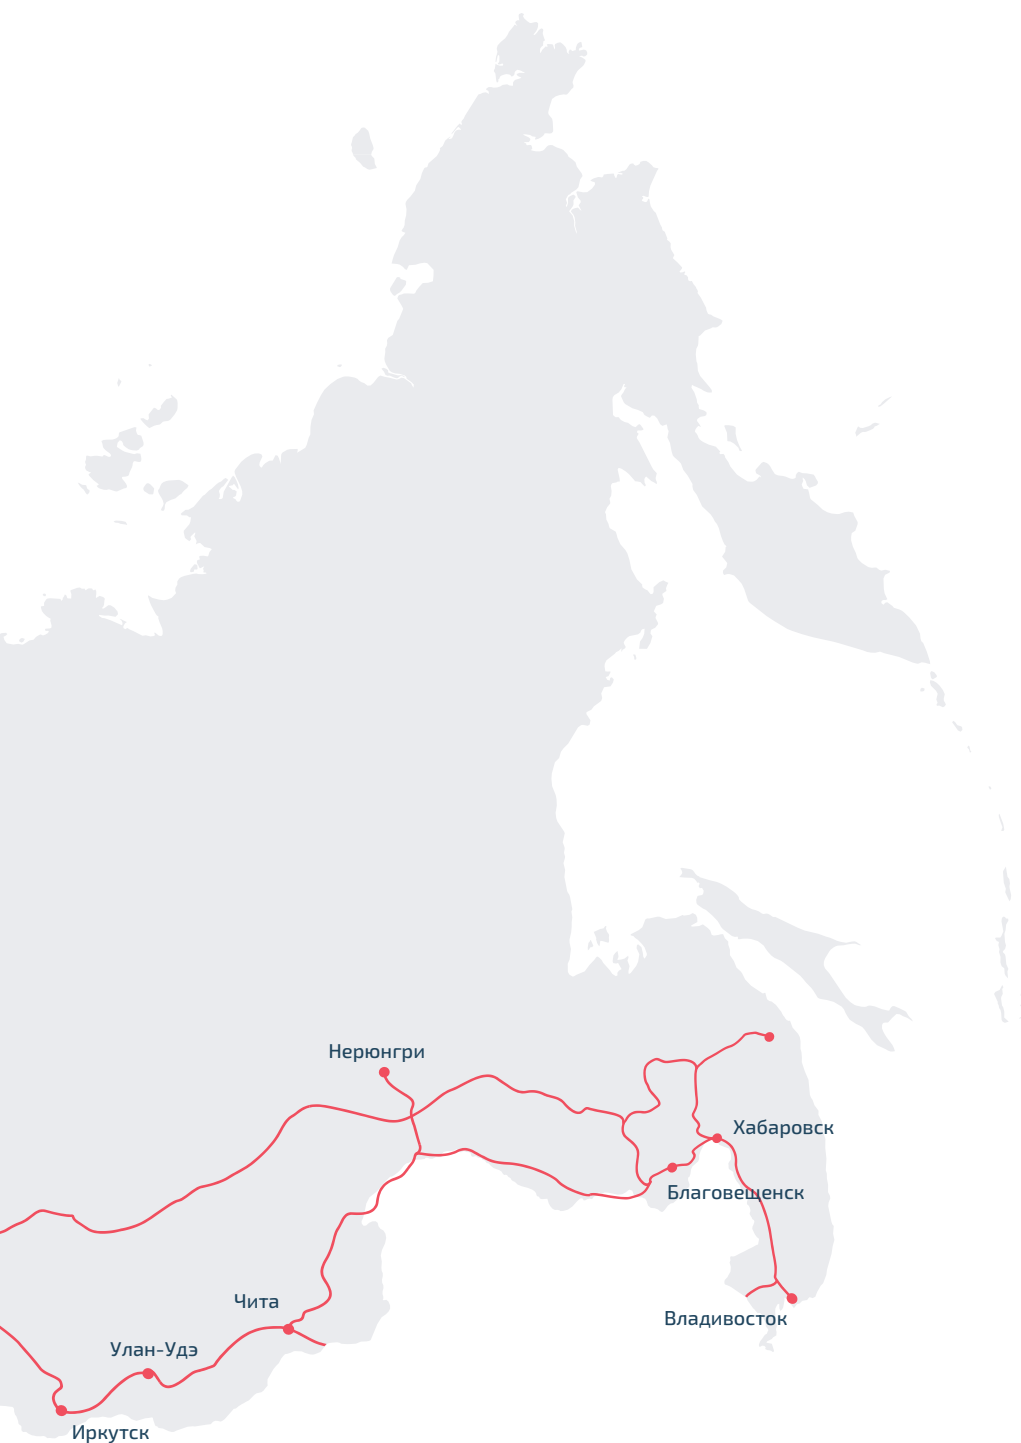 Нерюнгри
Хабаровск
Благовещенск
Чита
Владивосток
Улан-Удэ
Иркутск